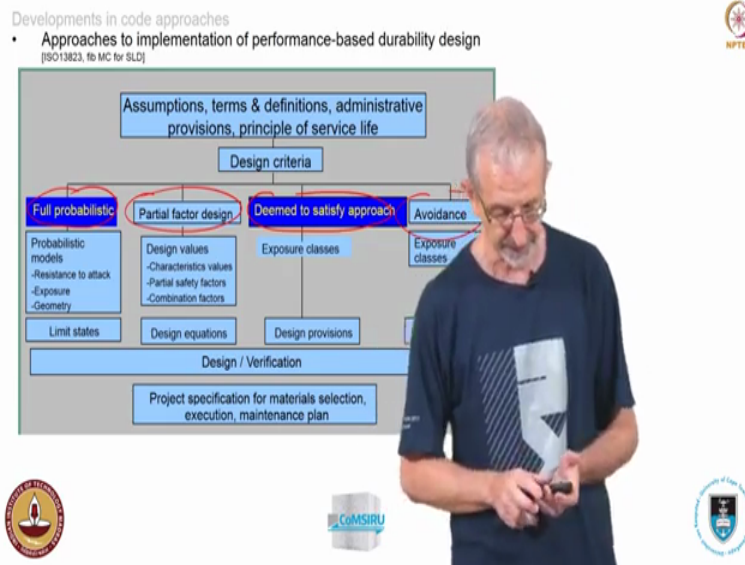 Developments in code approaches
• Approaches to implementation of performance-based durability design
[ISO13823, fib MC for SLD]
NPTE
Assumptions, terms & definitions, administrative
provisions, principle of service life
Design criteria
Full probabilistic
Partial factor design
Deemed to satisfy approach
Avoidance
Probabilistic
models
-Resistance to attack
-Exposure
-Geometry
Design values
-Characteristics values
-Partial safety factors
-Combination factors
Exposure classes
Exposure
classes
Limit states
Design equations
Design provisions
Design / Verification
Project specification for materials selection,
execution, maintenance plan
CoMSIRU